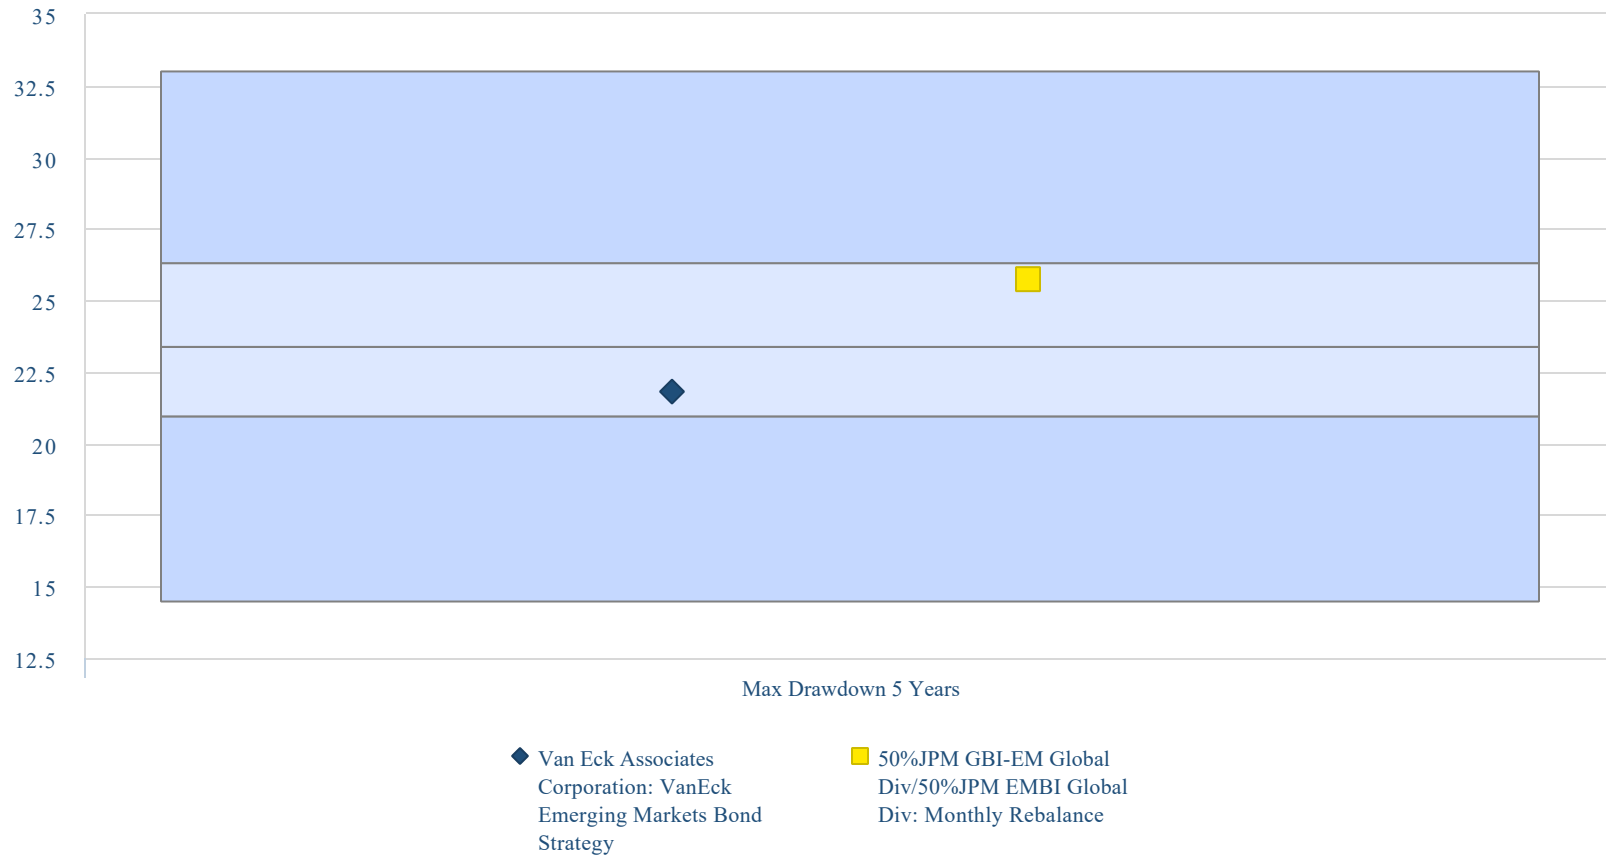 35
32.5
30
27.5
25
22.5
20
17.5
15
12.5
Max Drawdown 5 Years
Van Eck Associates
Corporation: VanEck
Emerging Markets Bond
Strategy
50%JPM GBI-EM Global
Div/50%JPM EMBI Global
Div: Monthly Rebalance